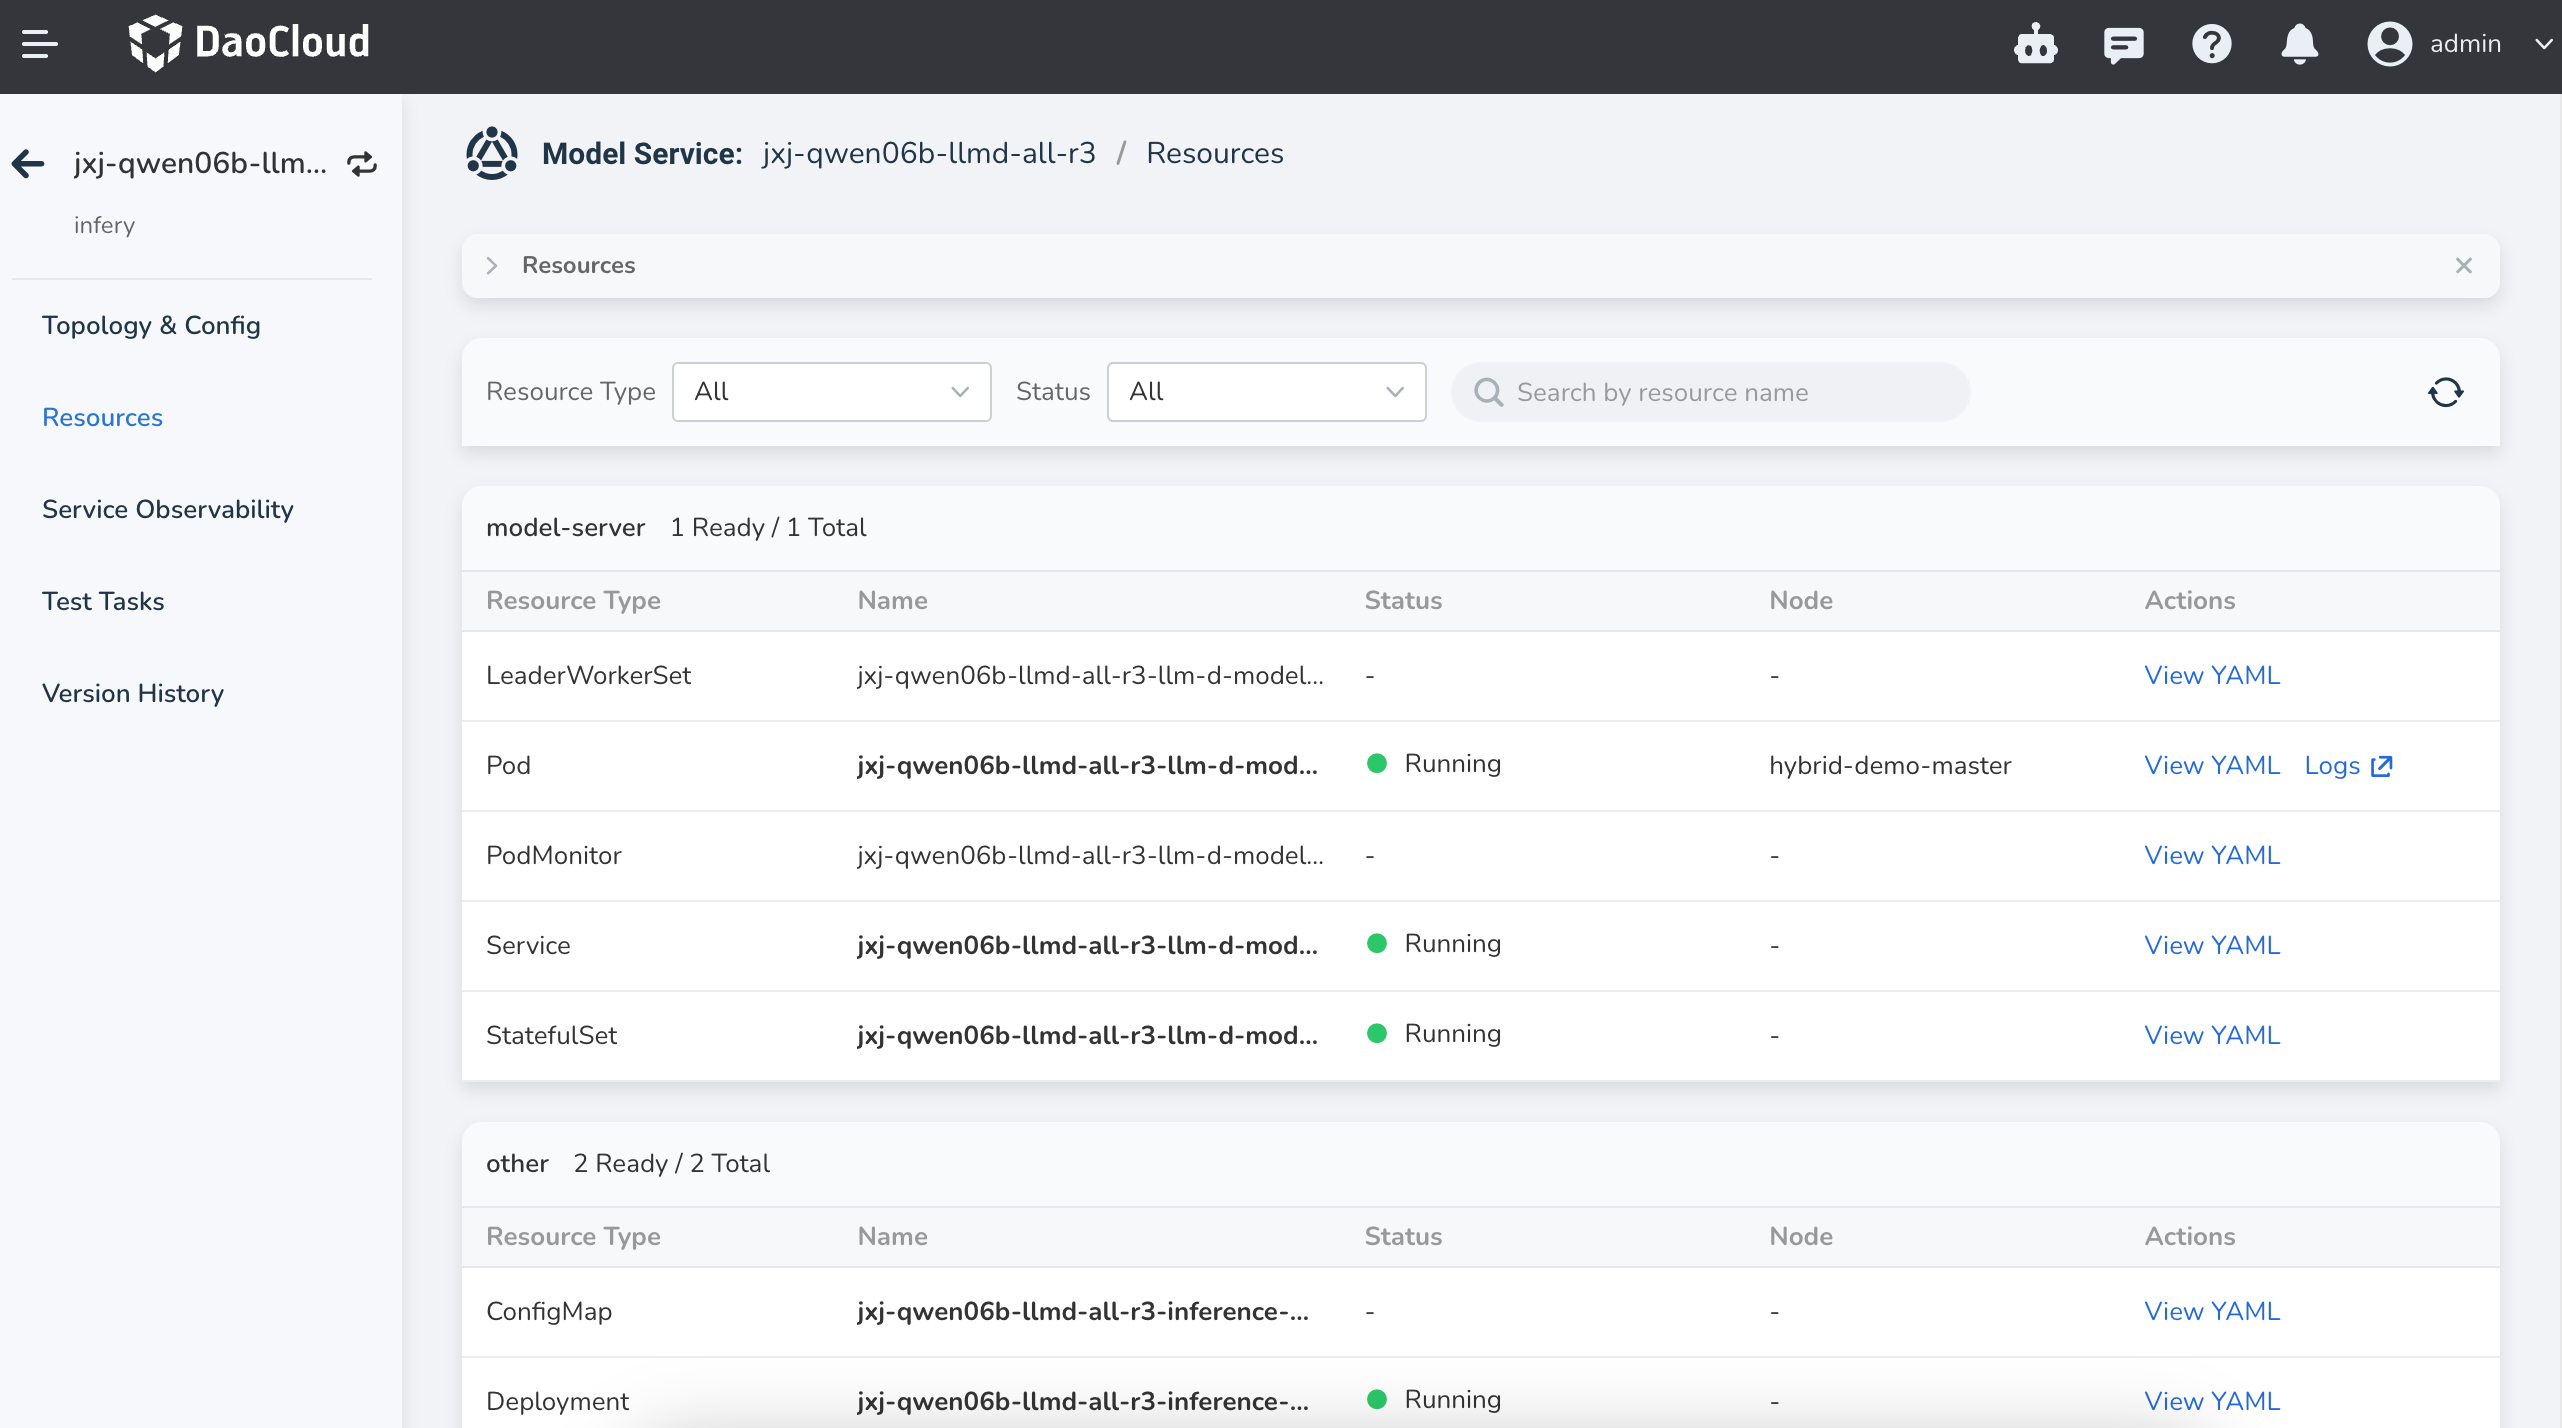 DaoCloud
admin
jxj-qwen06b-llm...
infery
Topology & Config
Resources
Service Observability
Test Tasks
Version History
Model Service: jxj-qwen06b-llmd-all-r3 / Resources
Resources
Resource Type All Status All Search by resource name
model-server 1 Ready / 1 Total
Resource Type Name Status Node Actions
LeaderWorkerSet jxj-qwen06b-llmd-all-r3-llm-d-model... - - View YAML
Pod jxj-qwen06b-llmd-all-r3-llm-d-mod... Running hybrid-demo-master View YAML Logs
PodMonitor jxj-qwen06b-llmd-all-r3-llm-d-model... - - View YAML
Service jxj-qwen06b-llmd-all-r3-llm-d-mod... Running - View YAML
StatefulSet jxj-qwen06b-llmd-all-r3-llm-d-mod... Running - View YAML
other 2 Ready / 2 Total
Resource Type Name Status Node Actions
ConfigMap jxj-qwen06b-llmd-all-r3-inference-... - - View YAML
Deployment jxj-qwen06b-llmd-all-r3-inference-... Running - View YAML